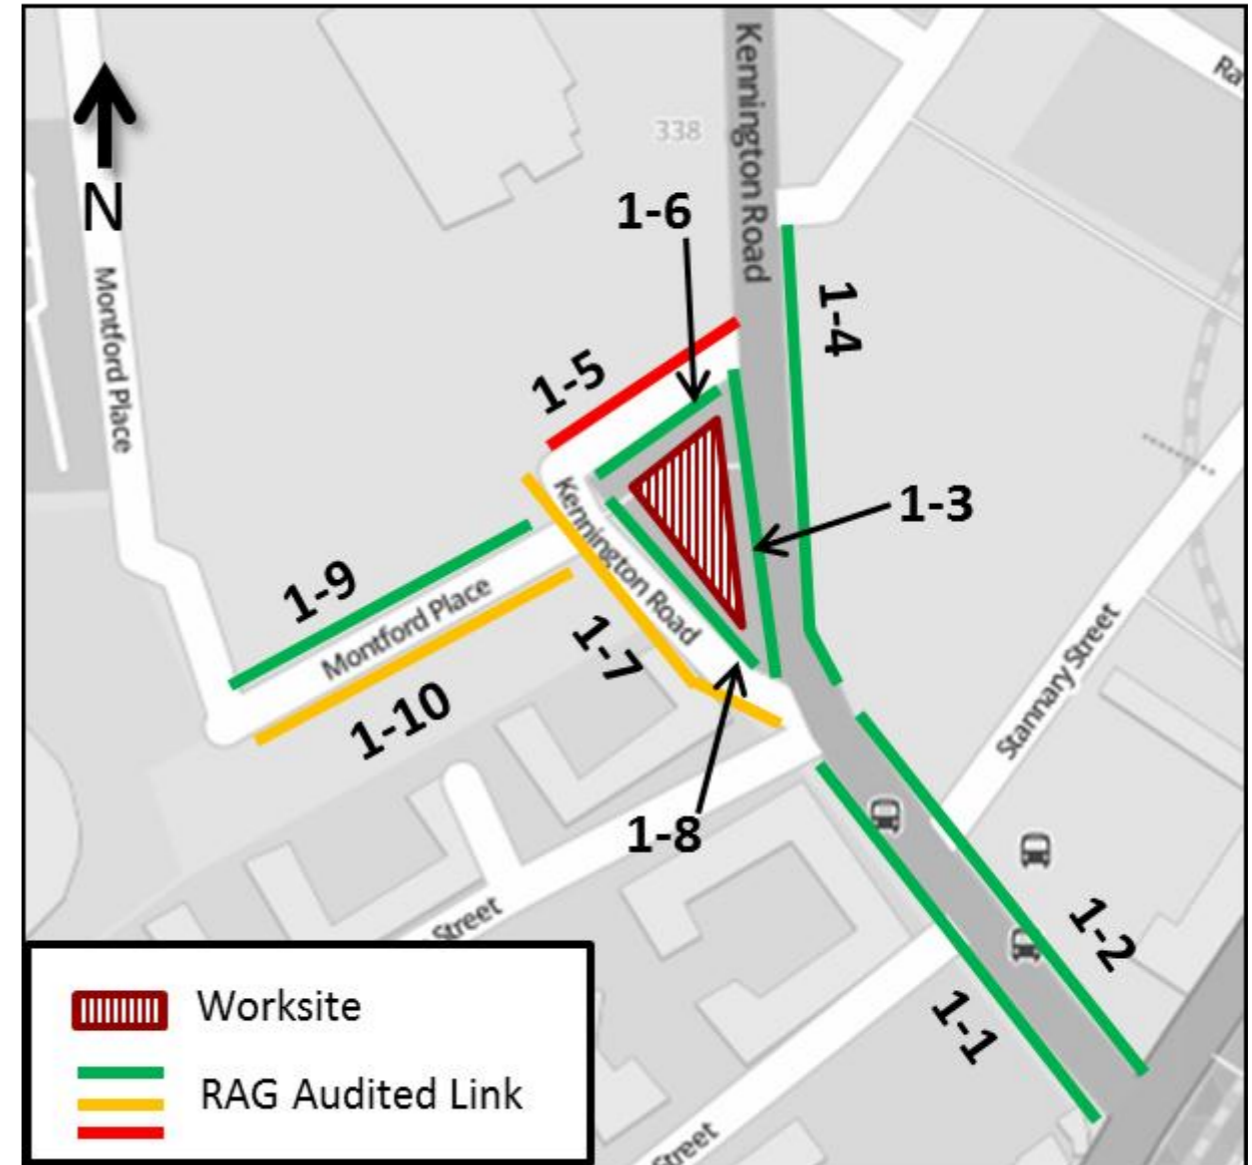 Kennington Road
Ra
338
1-6
N
Montford Place
1-4
1-5
1-3
Kennington Road
1-9
Montford Place
1-7
Stannary Street
1-10
1-8
Street
1-2
1-1
Worksite
RAG Audited Link
Street